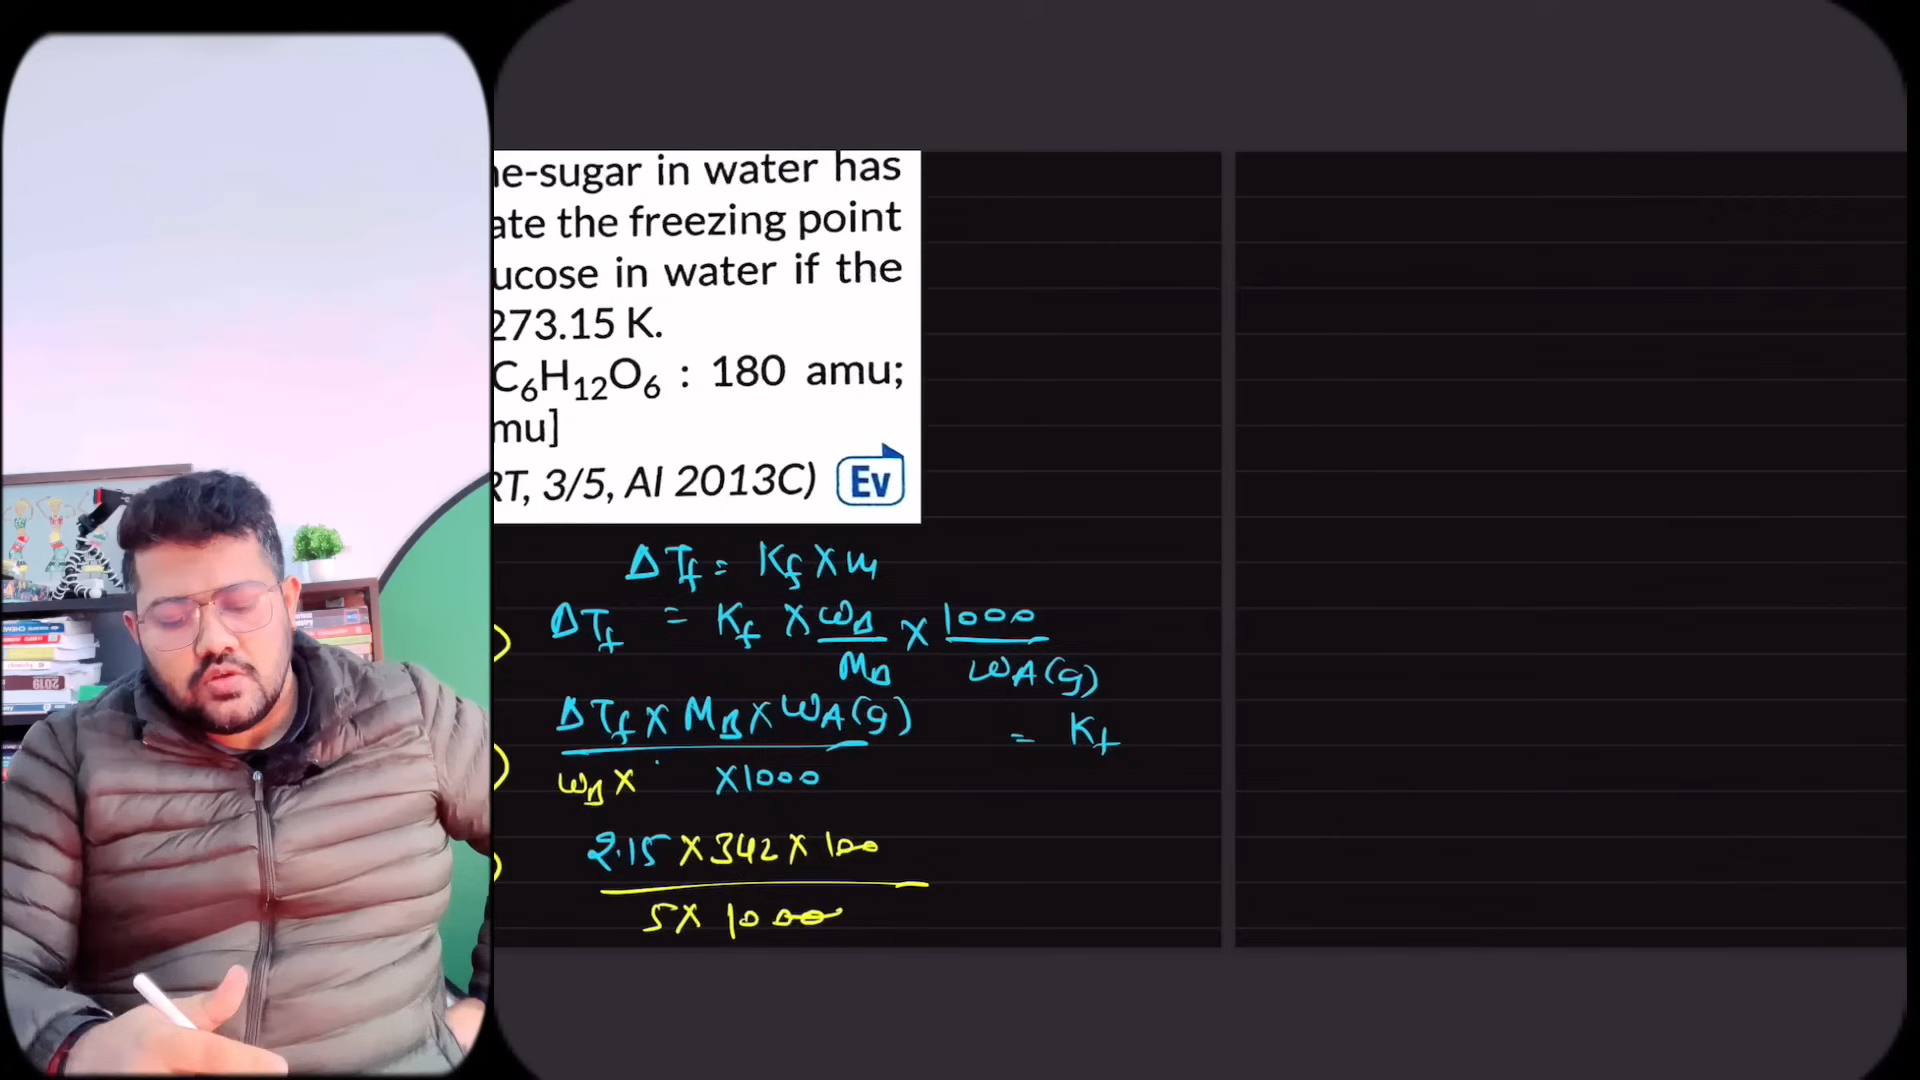 ne-sugar in water has
ate the freezing point
ucose in water if the
273.15 K.
C₆H₁₂O₆ : 180 amu;
mu]
RT, 3/5, AI 2013C) Ev
ΔTf = Kf × m
ΔTf = Kf × wB/MB × 1000/wA(g)
ΔTf × MB × wA(g) = Kf
wB × × 1000
2.15 × 342 × 100
5 × 1000
2019